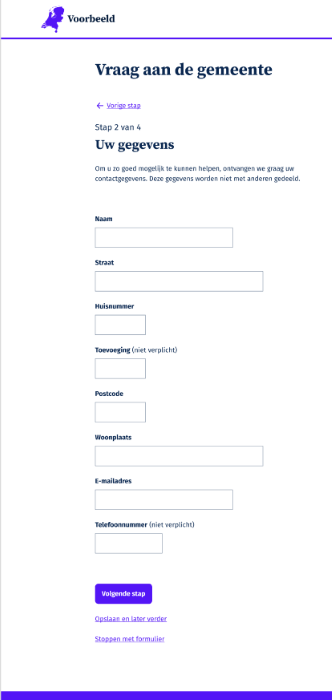 Voorbeeld
Vraag aan de gemeente
← Vorige stap
Stap 2 van 4
Uw gegevens
Om u zo goed mogelijk te kunnen helpen, ontvangen we graag uw
contactgegevens. Deze gegevens worden niet met anderen gedeeld.
Naam
Straat
Huisnummer
Toevoeging (niet verplicht)
Postcode
Woonplaats
E-mailadres
Telefoonnummer (niet verplicht)
Volgende stap
Opslaan en later verder
Stoppen met formulier